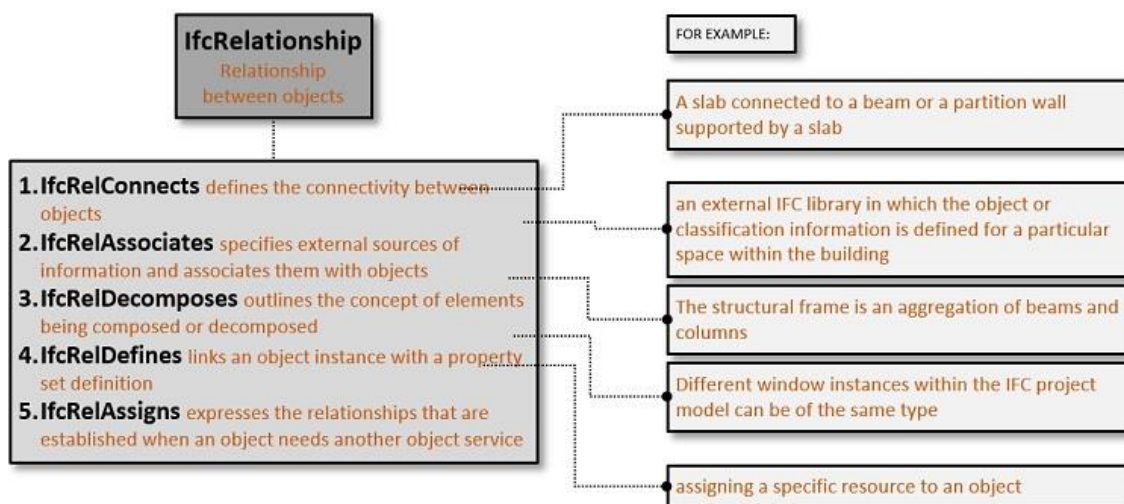 IfcRelationship
Relationship
between objects
1.IfcRelConnects defines the connectivity between
objects
2.IfcRelAssociates specifies external sources of
information and associates them with objects
3.IfcRelDecomposes outlines the concept of elements
being composed or decomposed
4.IfcRelDefines links an object instance with a property
set definition
5.IfcRelAssigns expresses the relationships that are
established when an object needs another object service
FOR EXAMPLE:
A slab connected to a beam or a partition wall
supported by a slab
an external IFC library in which the object or
classification information is defined for a particular
space within the building
The structural frame is an aggregation of beams and
columns
Different window instances within the IFC project
model can be of the same type
assigning a specific resource to an object